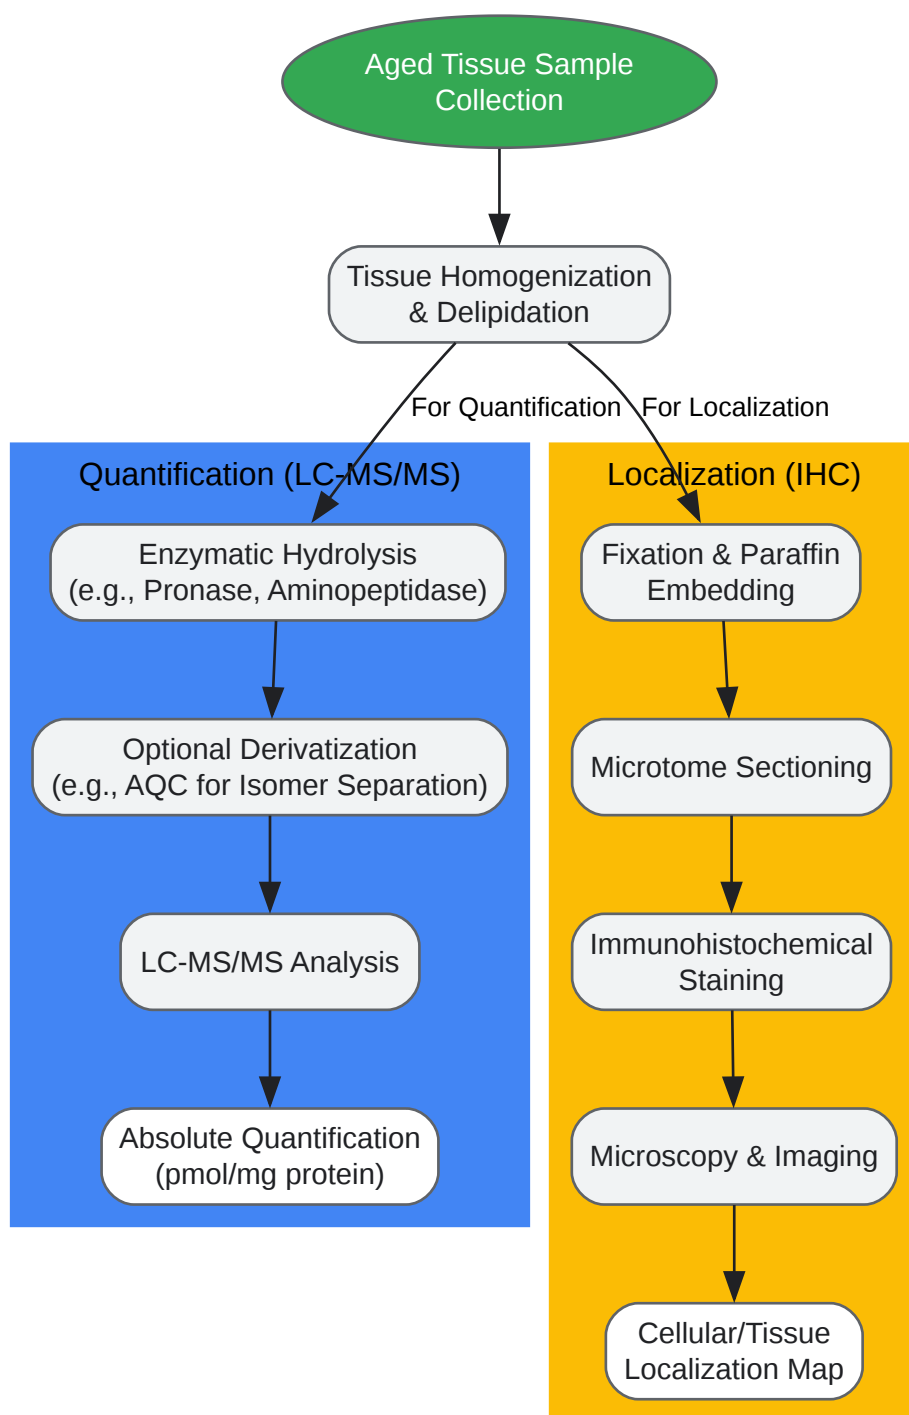 Aged Tissue Sample
Collection
Tissue Homogenization
& Delipidation
For Quantification
For Localization
Quantification (LC-MS/MS)
Enzymatic Hydrolysis
(e.g., Pronase, Aminopeptidase)
Optional Derivatization
(e.g., AQC for Isomer Separation)
LC-MS/MS Analysis
Absolute Quantification
(pmol/mg protein)
Localization (IHC)
Fixation & Paraffin
Embedding
Microtome Sectioning
Immunohistochemical
Staining
Microscopy & Imaging
Cellular/Tissue
Localization Map